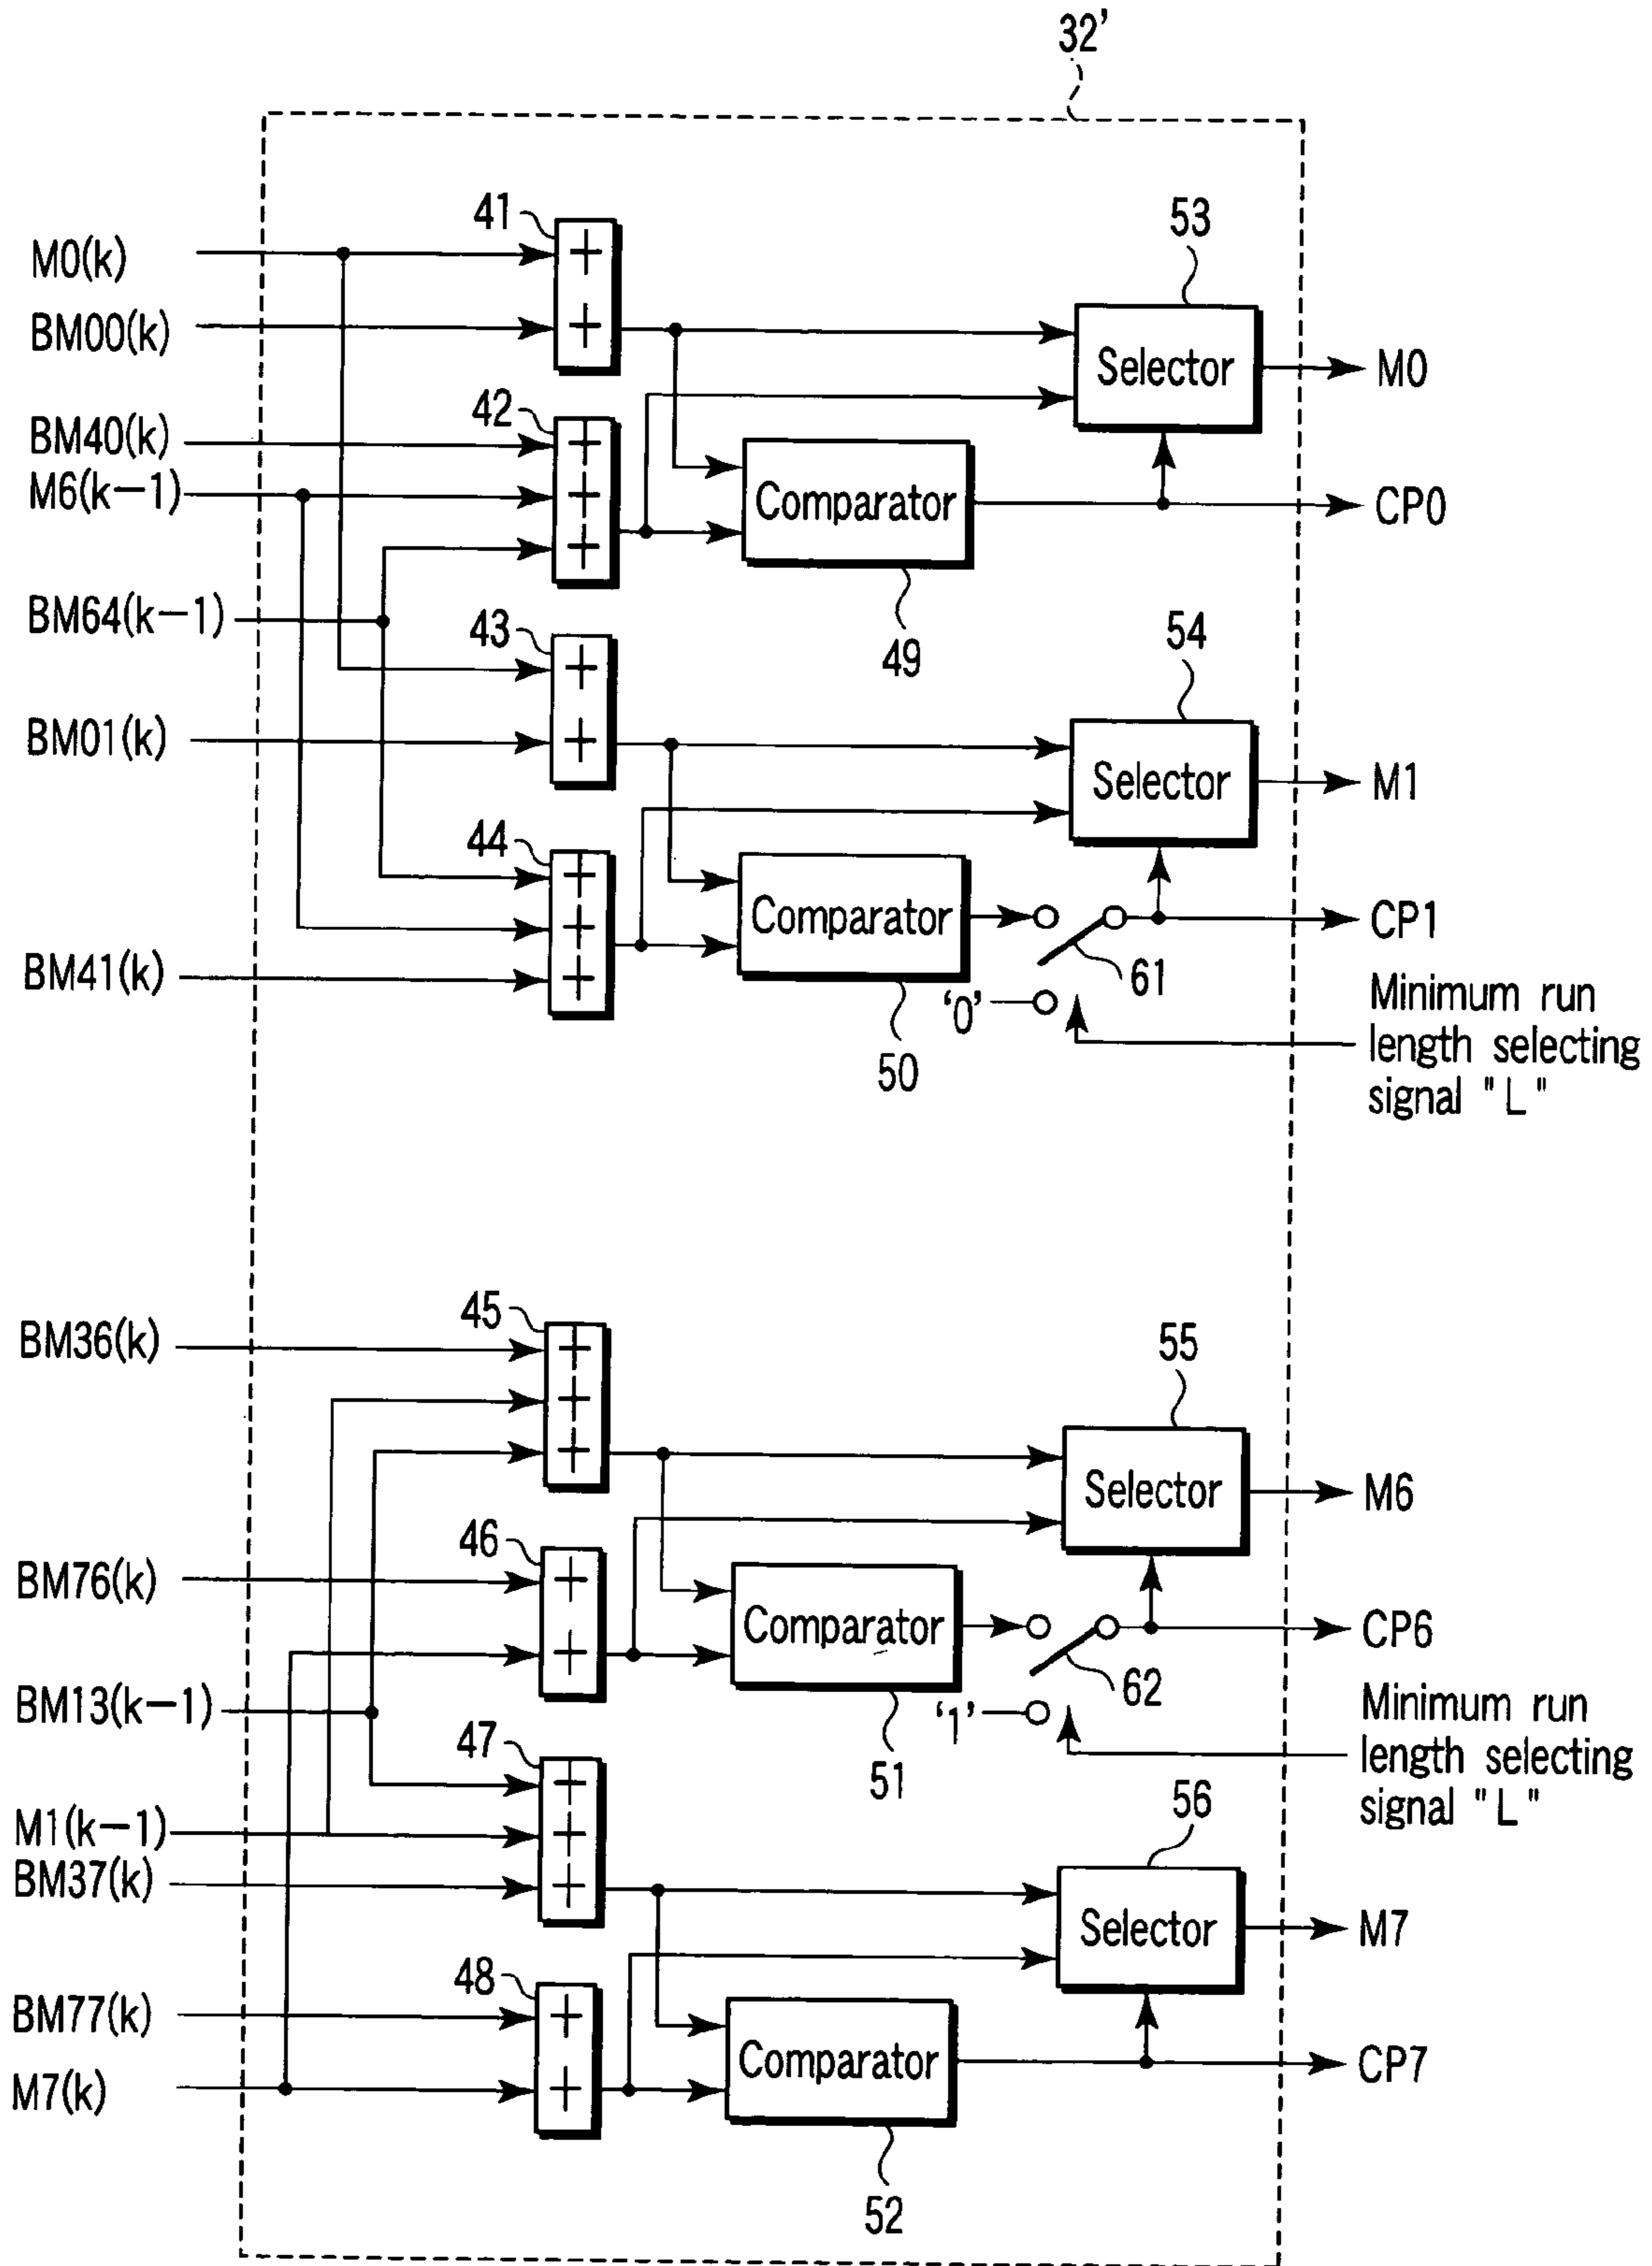 32'
41
53
M0(k)
BM00(k)
+
+
Selector
M0
42
BM40(k)
M6(k-1)
+
+
+
Comparator
CP0
BM64(k-1)
43
49
54
BM01(k)
+
+
Selector
M1
44
BM41(k)
+
+
+
Comparator
CP1
61
'0'
50
Minimum run
length selecting
signal "L"
45
55
BM36(k)
+
+
+
Selector
M6
46
BM76(k)
+
+
Comparator
CP6
62
BM13(k-1)
'1'
51
Minimum run
length selecting
signal "L"
47
56
M1(k-1)
BM37(k)
+
+
+
Selector
M7
48
BM77(k)
M7(k)
+
+
Comparator
CP7
52